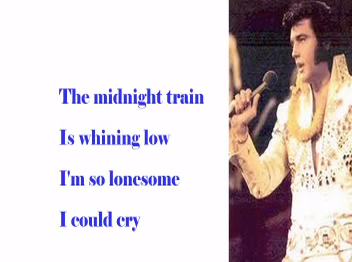 The midnight train
Is whining low
I'm so lonesome
I could cry